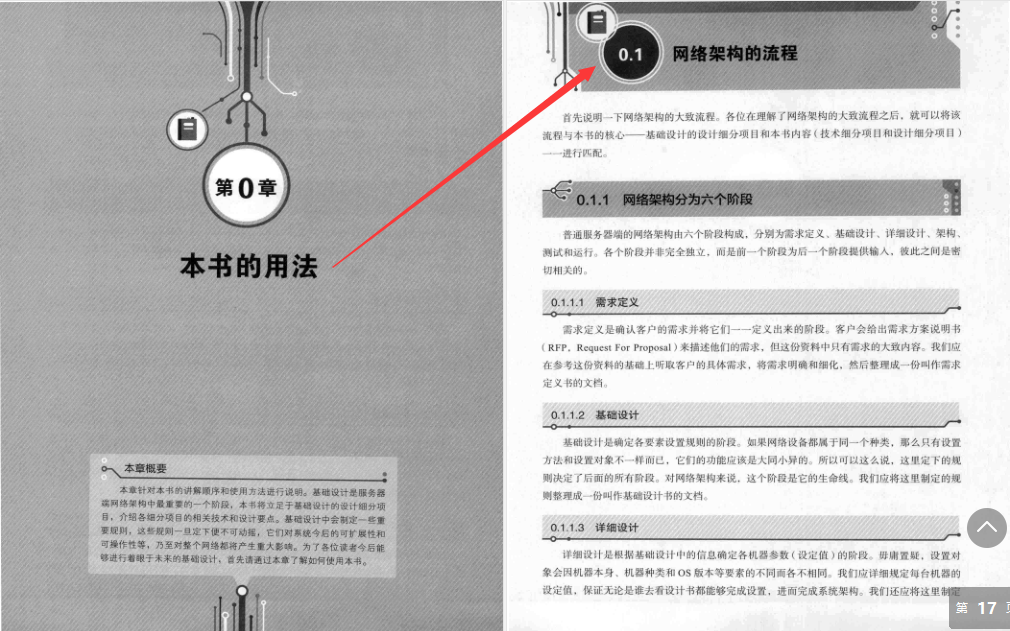 第0章
本书的用法
本章概要
本章针对本书的讲解顺序和使用方法进行说明。基础设计是服务器
端网络架构中最重要的一个阶段，本书将立足于基础设计的设计细分项
目，介绍各细分项目的相关技术和设计要点。基础设计中会制定一些重
要规则，这些规则一旦定下便不可动摇，它们对系统今后的可扩展性和
可操作性等，乃至对整个网络都将产生重大影响。为了各位读者今后能
够进行着眼于未来的基础设计，首先请通过本章了解如何使用本书。
0.1 网络架构的流程
首先说明一下网络架构的大致流程。各位在理解了网络架构的大致流程之后，就可以将该
流程与本书的核心——基础设计的设计细分项目和本书内容（技术细分项目和设计细分项目）
——进行匹配。
0.1.1 网络架构分为六个阶段
普通服务器端的网络架构由六个阶段构成，分别为需求定义、基础设计、详细设计、架构、
测试和运行。各个阶段并非完全独立，而是前一个阶段为后一个阶段提供输入，彼此之间是密
切相关的。
0.1.1.1 需求定义
需求定义是确认客户的需求并将它们一一定义出来的阶段。客户会给出需求方案说明书
（RFP，Request For Proposal）来描述他们的需求，但这份资料中只有需求的大致内容。我们应
在参考这份资料的基础上听取客户的具体需求，将需求明确和细化，然后整理成一份叫作需求
定义书的文档。
0.1.1.2 基础设计
基础设计是确定各要素设置规则的阶段。如果网络设备都属于同一个种类，那么只有设置
方法和设置对象不一样而已，它们的功能应该是大同小异的。所以可以这么说，这里定下的规
则决定了后面的所有阶段。对网络架构来说，这个阶段是它的生命线。我们应将这里制定的规
则整理成一份叫作基础设计书的文档。
0.1.1.3 详细设计
详细设计是根据基础设计中的信息确定各机器参数（设定值）的阶段。毋庸置疑，设置对
象会因机器本身、机器种类和 OS 版本等要素的不同而各不相同。我们应详细规定每台机器的
设定值，保证无论是谁去看设计书都能够完成设置，进而完成系统架构。我们还应将这里制定
第 17 页